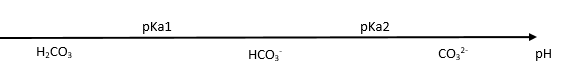 pKa1 pKa2
H₂CO₃ HCO₃⁻ CO₃²⁻ pH